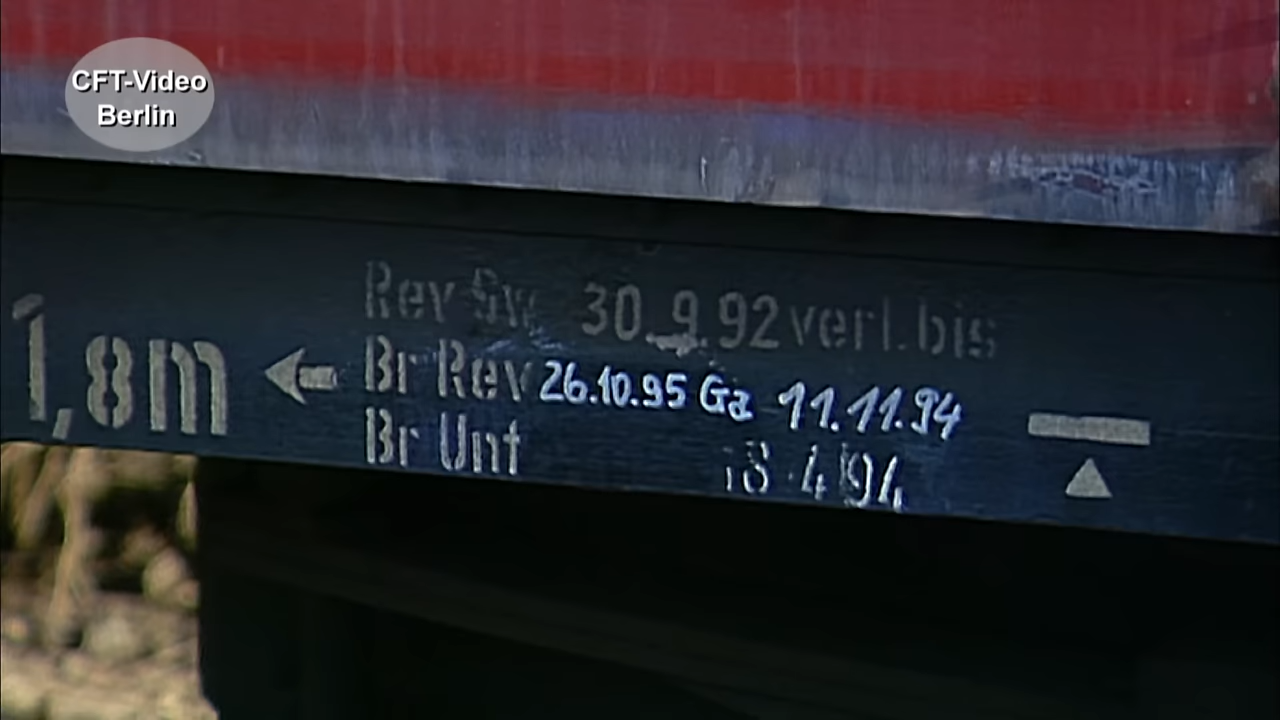 CFT-Video
Berlin
Rev Sw 30.9.92 verl.bis
1,8m
Br Rev 26.10.95 Ga 11.11.94
Br Unt 18 4 94